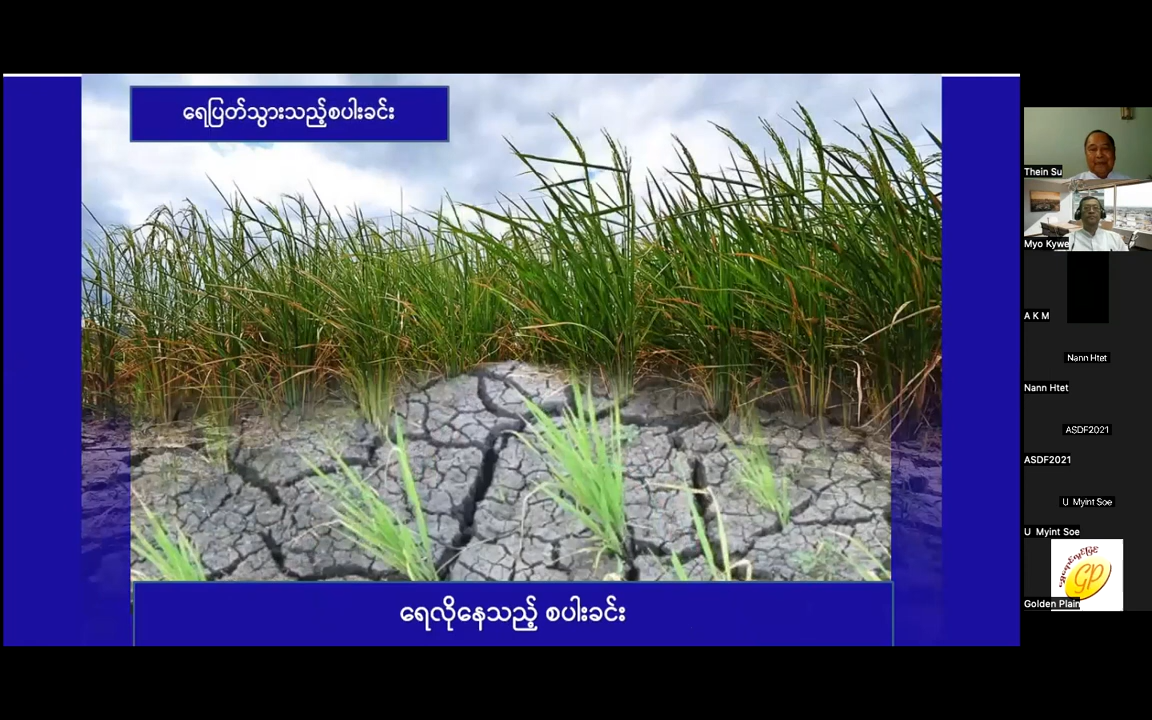 ရေပြတ်သွားသည့်စပါးခင်း
ရေလိုနေသည့် စပါးခင်း
Thein Su
Myo Kywe
A K M
Nann Htet
Nann Htet
ASDF2021
ASDF2021
U Myint Soe
U Myint Soe
GP
Golden Plain